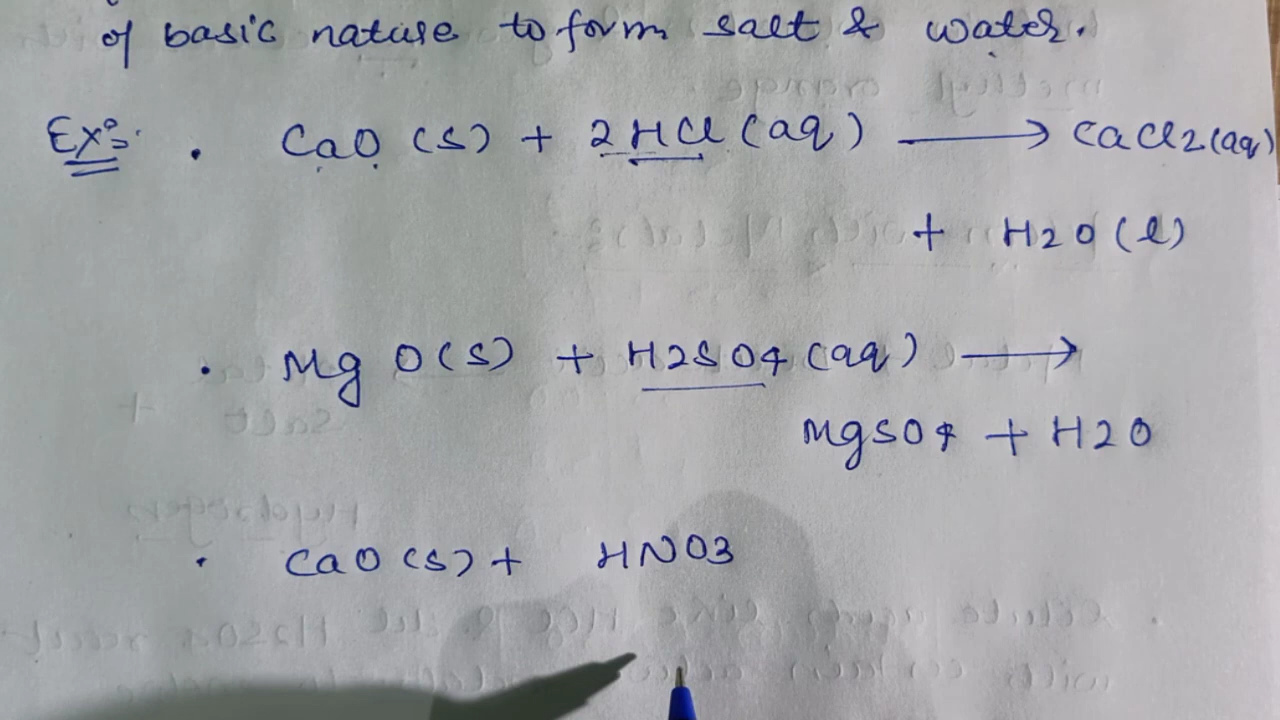 of basic nature to form salt & water.
Ex:- . CaO (s) + 2HCl (aq) ⟶ CaCl2 (aq)
+ H2O (l)
. MgO(s) + H2SO4 (aq) ⟶
MgSO4 + H2O
. CaO (s) + HNO3